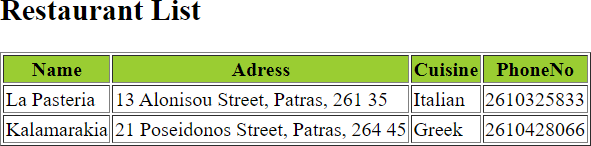 Restaurant List
Name Adress Cuisine PhoneNo
La Pasteria 13 Alonisou Street, Patras, 261 35 Italian 2610325833
Kalamarakia 21 Poseidonos Street, Patras, 264 45 Greek 2610428066